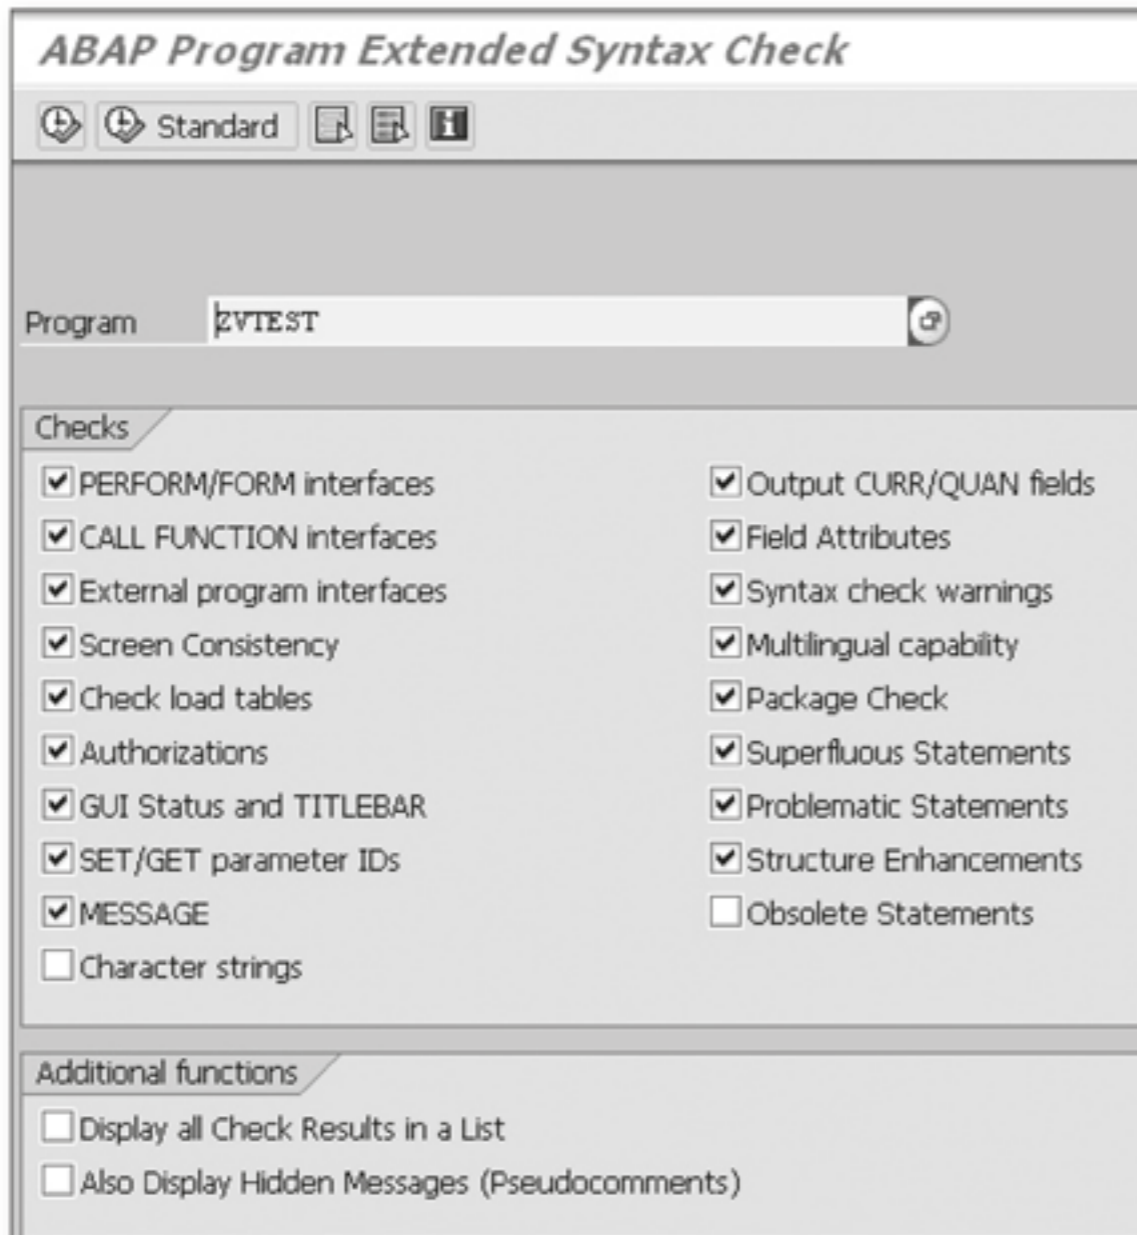 ABAP Program Extended Syntax Check
Standard
Program ZVTEST
Checks
PERFORM/FORM interfaces Output CURR/QUAN fields
CALL FUNCTION interfaces Field Attributes
External program interfaces Syntax check warnings
Screen Consistency Multilingual capability
Check load tables Package Check
Authorizations Superfluous Statements
GUI Status and TITLEBAR Problematic Statements
SET/GET parameter IDs Structure Enhancements
MESSAGE Obsolete Statements
Character strings
Additional functions
Display all Check Results in a List
Also Display Hidden Messages (Pseudocomments)